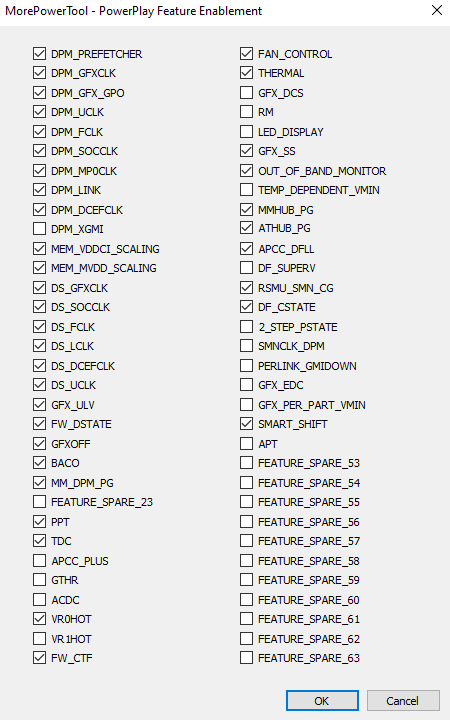 MorePowerTool - PowerPlay Feature Enablement
DPM_PREFETCHER
DPM_GFXCLK
DPM_GFX_GPO
DPM_UCLK
DPM_FCLK
DPM_SOCCLK
DPM_MP0CLK
DPM_LINK
DPM_DCEFCLK
DPM_XGMI
MEM_VDDCI_SCALING
MEM_MVDD_SCALING
DS_GFXCLK
DS_SOCCLK
DS_FCLK
DS_LCLK
DS_DCEFCLK
DS_UCLK
GFX_ULV
FW_DSTATE
GFXOFF
BACO
MM_DPM_PG
FEATURE_SPARE_23
PPT
TDC
APCC_PLUS
GTHR
ACDC
VR0HOT
VR1HOT
FW_CTF
FAN_CONTROL
THERMAL
GFX_DCS
RM
LED_DISPLAY
GFX_SS
OUT_OF_BAND_MONITOR
TEMP_DEPENDENT_VMIN
MMHUB_PG
ATHUB_PG
APCC_DFLL
DF_SUPERV
RSMU_SMN_CG
DF_CSTATE
2_STEP_PSTATE
SMNCLK_DPM
PERLINK_GMIDOWN
GFX_EDC
GFX_PER_PART_VMIN
SMART_SHIFT
APT
FEATURE_SPARE_53
FEATURE_SPARE_54
FEATURE_SPARE_55
FEATURE_SPARE_56
FEATURE_SPARE_57
FEATURE_SPARE_58
FEATURE_SPARE_59
FEATURE_SPARE_60
FEATURE_SPARE_61
FEATURE_SPARE_62
FEATURE_SPARE_63
OK
Cancel